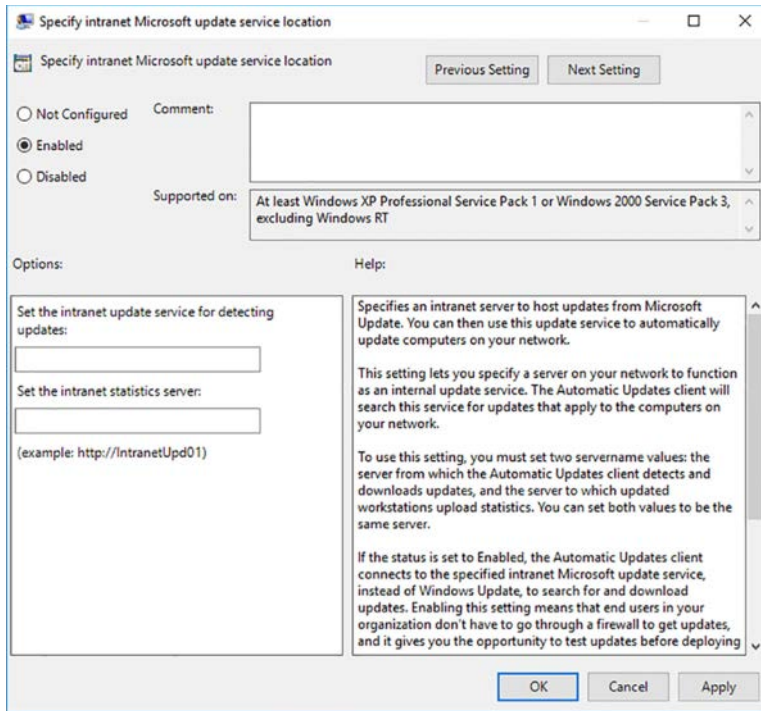 Specify intranet Microsoft update service location
Specify intranet Microsoft update service location
Previous Setting
Next Setting
Not Configured
Comment:
Enabled
Disabled
Supported on:
At least Windows XP Professional Service Pack 1 or Windows 2000 Service Pack 3,
excluding Windows RT
Options:
Help:
Set the intranet update service for detecting
updates:
Set the intranet statistics server:
(example: http://IntranetUpd01)
Specifies an intranet server to host updates from Microsoft
Update. You can then use this update service to automatically
update computers on your network.
This setting lets you specify a server on your network to function
as an internal update service. The Automatic Updates client will
search this service for updates that apply to the computers on
your network.
To use this setting, you must set two servername values: the
server from which the Automatic Updates client detects and
downloads updates, and the server to which updated
workstations upload statistics. You can set both values to be the
same server.
If the status is set to Enabled, the Automatic Updates client
connects to the specified intranet Microsoft update service,
instead of Windows Update, to search for and download
updates. Enabling this setting means that end users in your
organization don't have to go through a firewall to get updates,
and it gives you the opportunity to test updates before deploying
OK
Cancel
Apply